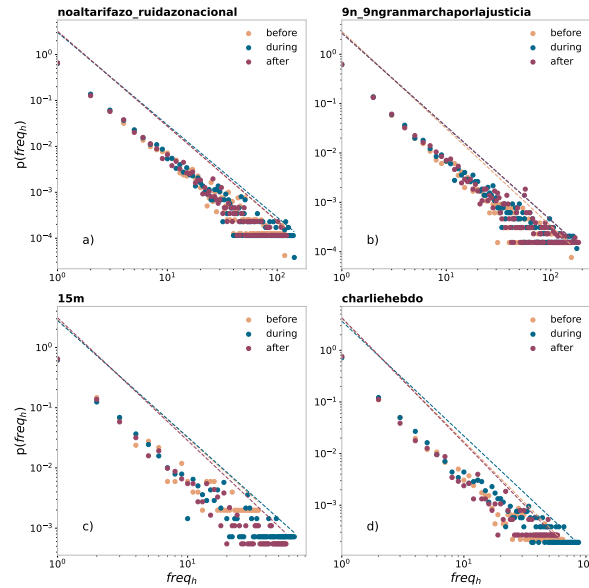 noaltarifazo_ruidazonacional
before
during
after
p(freq_h)
10^0
10^-1
10^-2
10^-3
10^-4
a)
10^0
10^1
10^2
9n_9ngranmarchaporlajusticia
before
during
after
10^0
10^-1
10^-2
10^-3
10^-4
b)
10^0
10^1
10^2
15m
before
during
after
p(freq_h)
10^0
10^-1
10^-2
10^-3
c)
10^0
10^1
freq_h
charliehebdo
before
during
after
10^0
10^-1
10^-2
10^-3
d)
10^0
10^1
10^2
freq_h